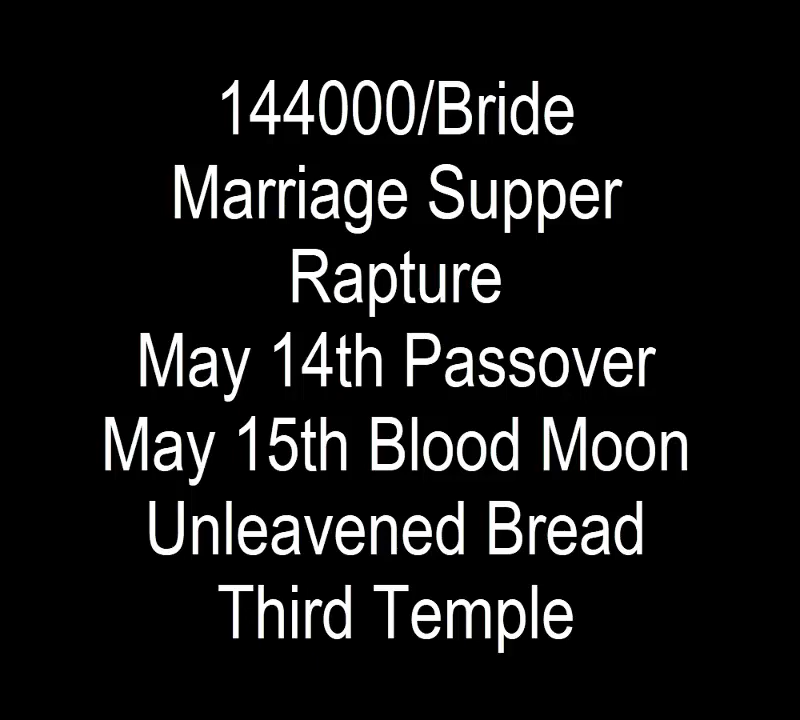 144000/Bride
Marriage Supper
Rapture
May 14th Passover
May 15th Blood Moon
Unleavened Bread
Third Temple